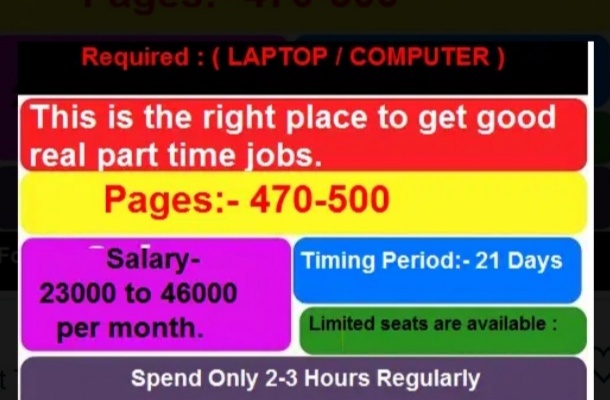 Required : ( LAPTOP / COMPUTER )
This is the right place to get good
real part time jobs.
Pages:- 470-500
Salary-
23000 to 46000
per month.
Timing Period:- 21 Days
Limited seats are available :
Spend Only 2-3 Hours Regularly